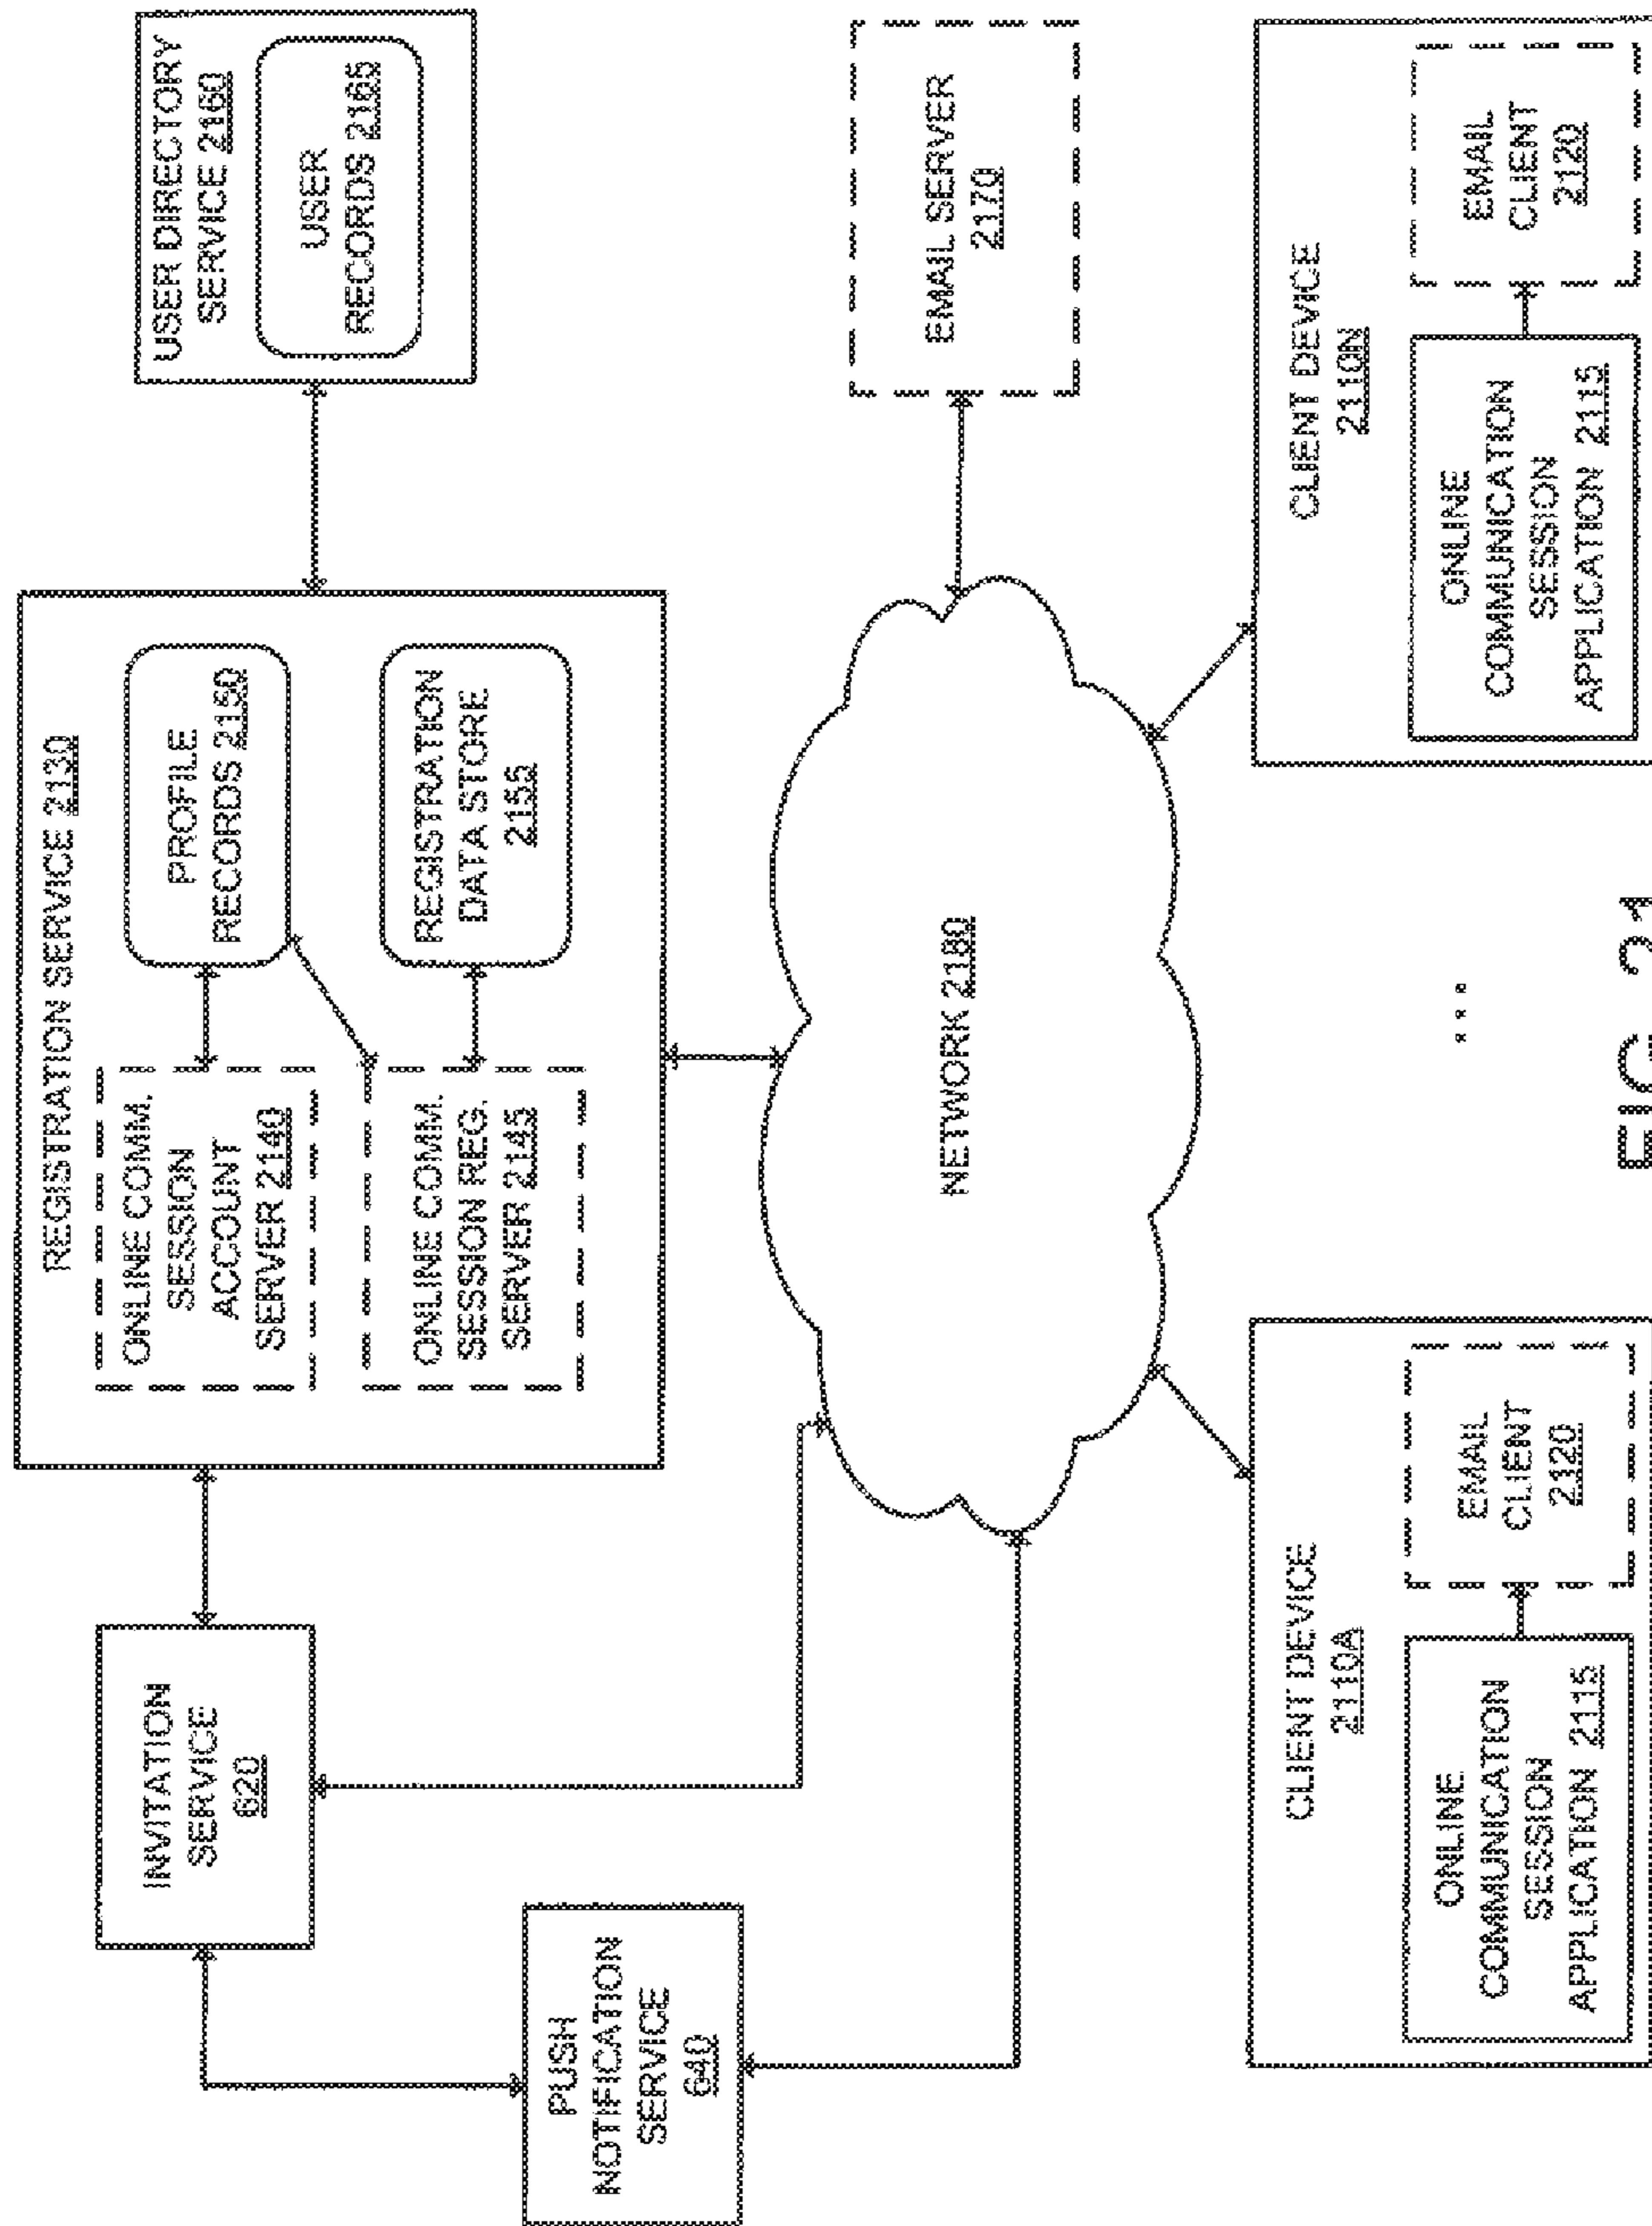 REGISTRATION SERVICE 2130
ONLINE COMM.
SESSION
ACCOUNT
SERVER 2140
PROFILE
RECORDS 2150
ONLINE COMM.
SESSION REG.
SERVER 2145
REGISTRATION
DATA STORE
2155
USER DIRECTORY
SERVICE 2160
USER
RECORDS 2165
INVITATION
SERVICE
620
PUSH
NOTIFICATION
SERVICE
640
NETWORK 2180
EMAIL SERVER
2170
CLIENT DEVICE
2110A
ONLINE
COMMUNICATION
SESSION
APPLICATION 2115
EMAIL
CLIENT
2120
...
CLIENT DEVICE
2110N
ONLINE
COMMUNICATION
SESSION
APPLICATION 2115
EMAIL
CLIENT
2120
FIG. 21